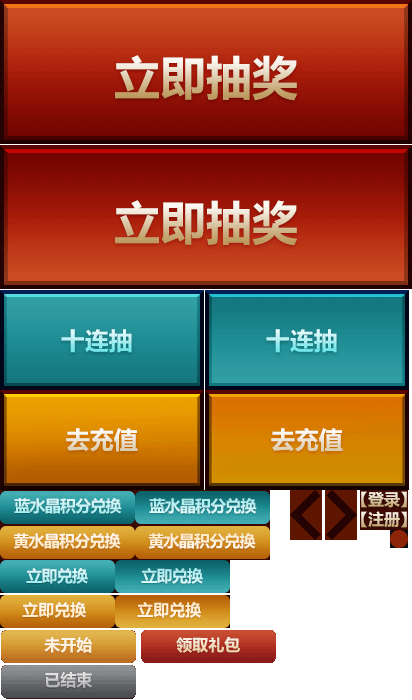 立即抽奖
立即抽奖
十连抽 十连抽
去充值 去充值
蓝水晶积分兑换 蓝水晶积分兑换 【登录】
黄水晶积分兑换 黄水晶积分兑换 【注册】
立即兑换 立即兑换
立即兑换 立即兑换
未开始 领取礼包
已结束